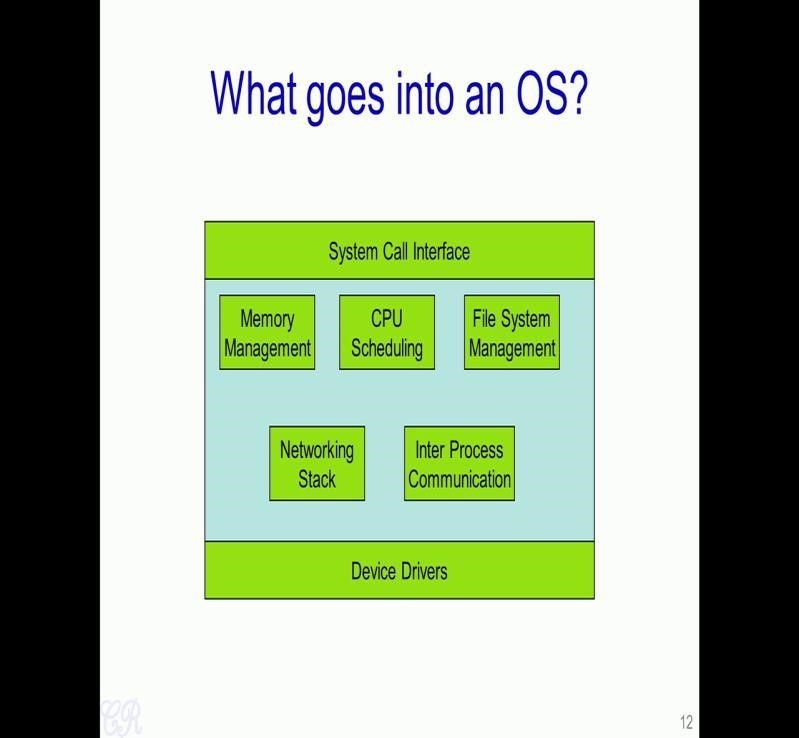 What goes into an OS?
System Call Interface
Memory
Management
CPU
Scheduling
File System
Management
Networking
Stack
Inter Process
Communication
Device Drivers
CR
12